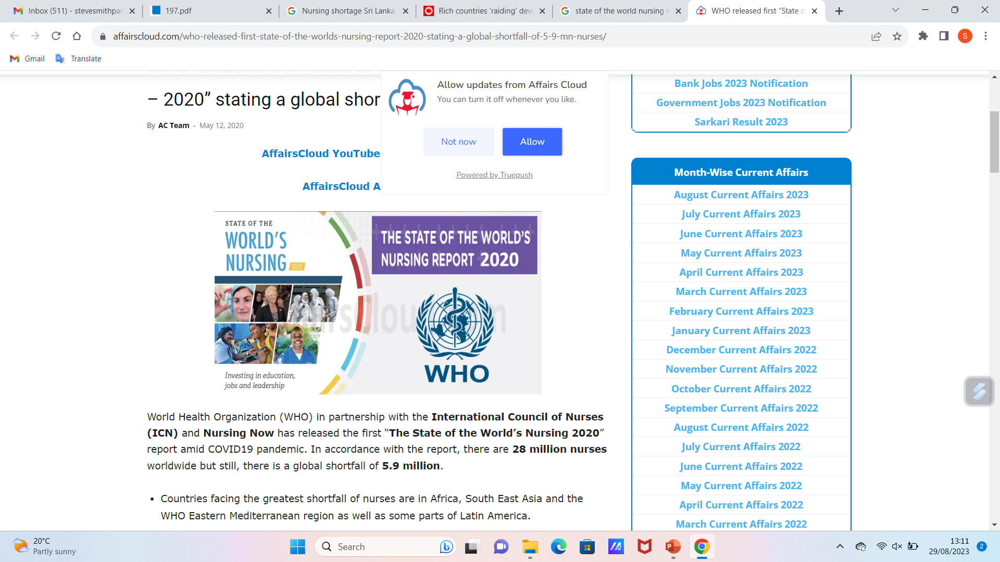 Inbox (511) - stevesmithpar
197.pdf
Nursing shortage Sri Lanka
Rich countries ‘raiding’ deve
state of the world nursing r
WHO released first “State o
affairscloud.com/who-released-first-state-of-the-worlds-nursing-report-2020-stating-a-global-shortfall-of-5-9-mn-nurses/
S
Gmail
Translate
– 2020” stating a global shor
By AC Team - May 12, 2020
AffairsCloud YouTube
AffairsCloud A
Allow updates from Affairs Cloud
You can turn it off whenever you like.
Not now
Allow
Powered by Truepush
STATE OF THE
WORLD'S
NURSING 2020
Investing in education,
jobs and leadership
THE STATE OF THE WORLD'S
NURSING REPORT 2020
WHO
World Health Organization (WHO) in partnership with the International Council of Nurses
(ICN) and Nursing Now has released the first “The State of the World’s Nursing 2020”
report amid COVID19 pandemic. In accordance with the report, there are 28 million nurses
worldwide but still, there is a global shortfall of 5.9 million.
• Countries facing the greatest shortfall of nurses are in Africa, South East Asia and the
WHO Eastern Mediterranean region as well as some parts of Latin America.
Bank Jobs 2023 Notification
Government Jobs 2023 Notification
Sarkari Result 2023
Month-Wise Current Affairs
August Current Affairs 2023
July Current Affairs 2023
June Current Affairs 2023
May Current Affairs 2023
April Current Affairs 2023
March Current Affairs 2023
February Current Affairs 2023
January Current Affairs 2023
December Current Affairs 2022
November Current Affairs 2022
October Current Affairs 2022
September Current Affairs 2022
August Current Affairs 2022
July Current Affairs 2022
June Current Affairs 2022
May Current Affairs 2022
April Current Affairs 2022
March Current Affairs 2022
20°C
Partly sunny
Search
13:11
29/08/2023
2